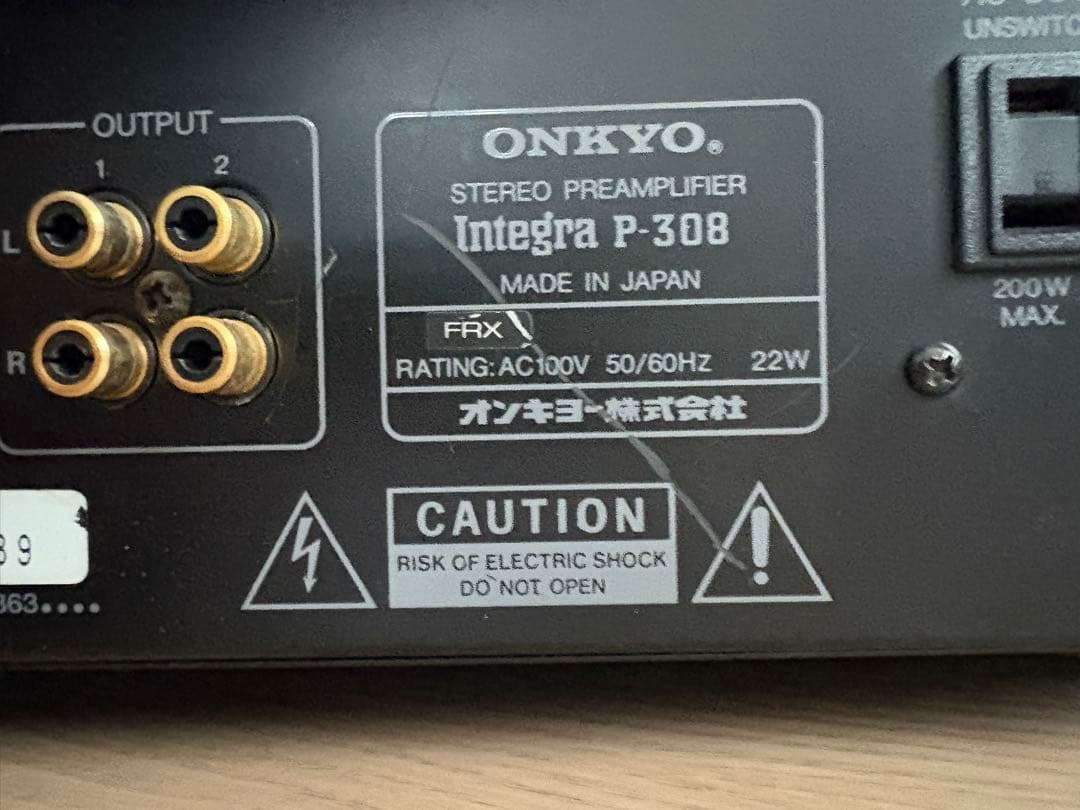 UNSWITC
OUTPUT
1 2
L
R
ONKYO®
STEREO PREAMPLIFIER
Integra P-308
MADE IN JAPAN
FRX
RATING: AC100V 50/60Hz 22W
オンキヨー株式会社
200W
MAX.
CAUTION
RISK OF ELECTRIC SHOCK
DO NOT OPEN
39
363....